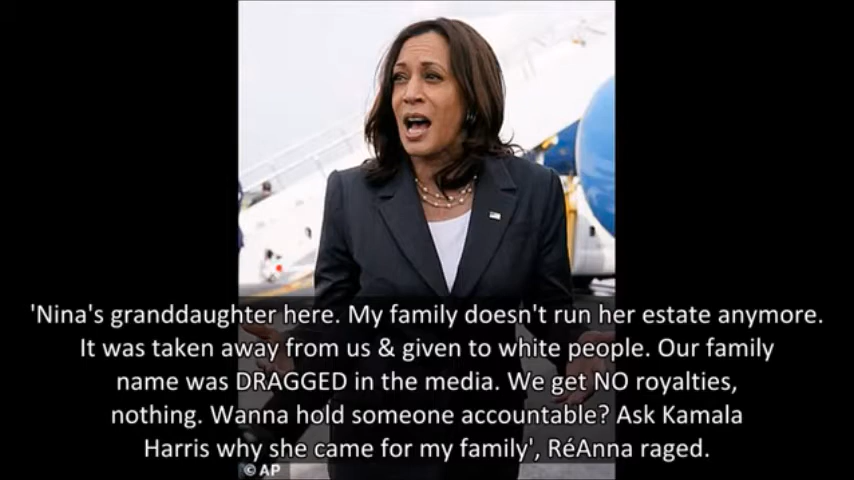 'Nina's granddaughter here. My family doesn't run her estate anymore.
It was taken away from us & given to white people. Our family
name was DRAGGED in the media. We get NO royalties,
nothing. Wanna hold someone accountable? Ask Kamala
Harris why she came for my family', RéAnna raged.
© AP